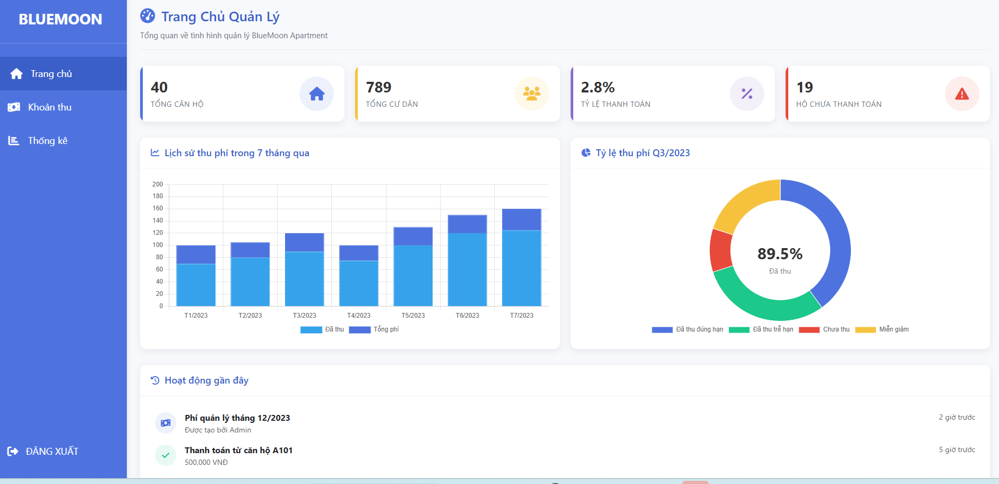 BLUEMOON
Trang chủ
Khoản thu
Thống kê
ĐĂNG XUẤT
Trang Chủ Quản Lý
Tổng quan về tình hình quản lý BlueMoon Apartment
40
TỔNG CĂN HỘ
789
TỔNG CƯ DÂN
2.8%
TỶ LỆ THANH TOÁN
19
HỘ CHƯA THANH TOÁN
Lịch sử thu phí trong 7 tháng qua
200
180
160
140
120
100
80
60
40
20
0
T1/2023 T2/2023 T3/2023 T4/2023 T5/2023 T6/2023 T7/2023
Đã thu Tổng phí
Tỷ lệ thu phí Q3/2023
89.5%
Đã thu
Đã thu đúng hạn Đã thu trễ hạn Chưa thu Miễn giảm
Hoạt động gần đây
Phí quản lý tháng 12/2023
Được tạo bởi Admin
2 giờ trước
Thanh toán từ căn hộ A101
500,000 VNĐ
5 giờ trước